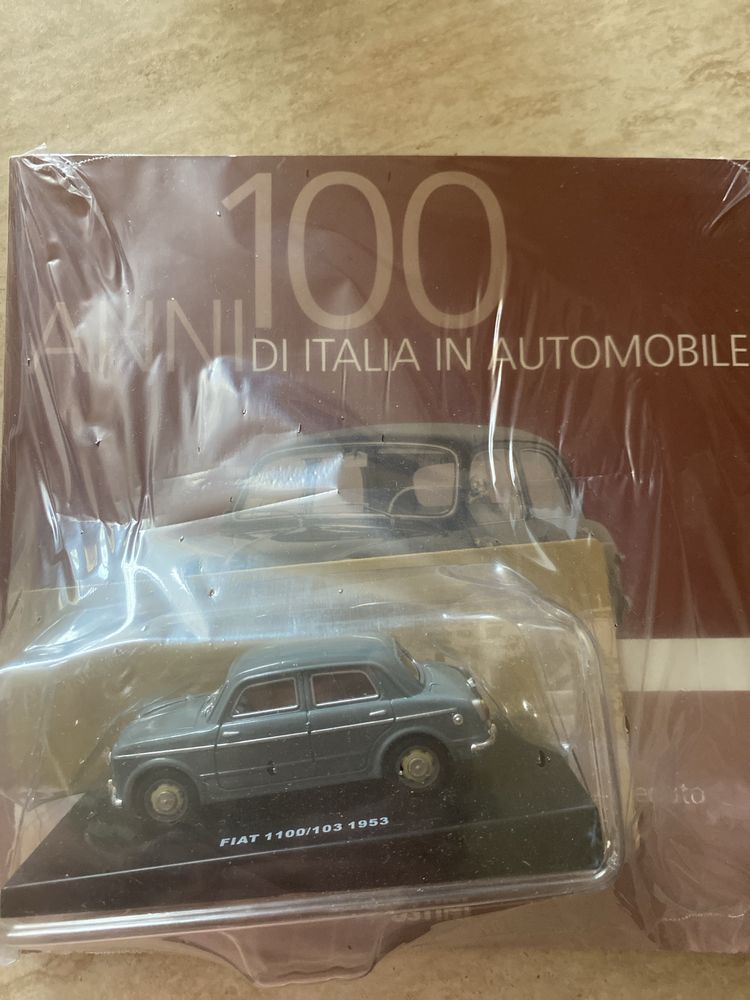 100
ANNI DI ITALIA IN AUTOMOBILE
FIAT 1100/103 1953